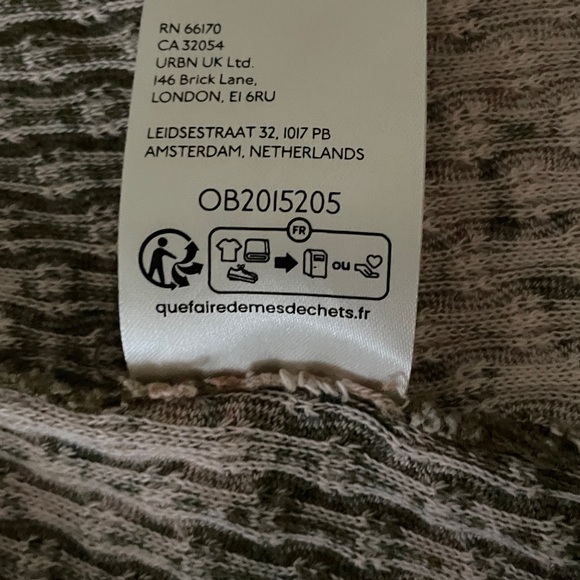 RN 66170
CA 32054
URBN UK Ltd.
146 Brick Lane,
LONDON, E1 6RU
LEIDSESTRAAT 32, 1017 PB
AMSTERDAM, NETHERLANDS
OB2015205
FR
OU
quefairedemesdechets.fr